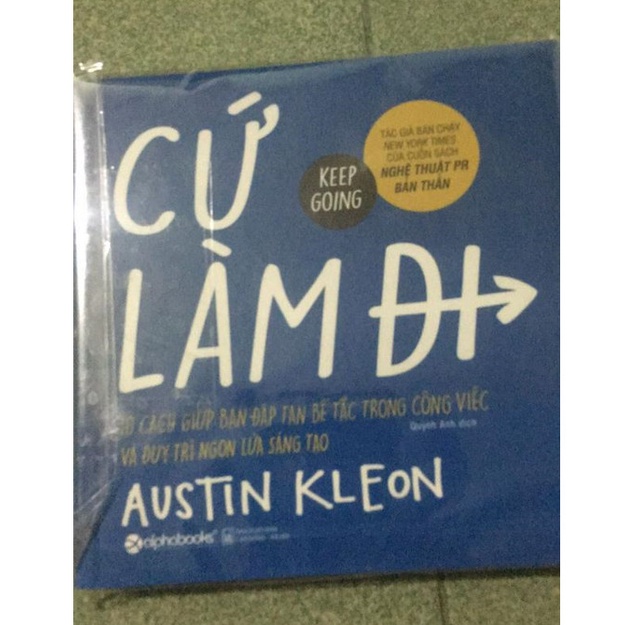 CỨ
LÀM ĐI
KEEP
GOING
TÁC GIẢ BÁN CHẠY
NEW YORK TIMES
CỦA CUỐN SÁCH
NGHỆ THUẬT PR
BẢN THÂN
10 CÁCH GIÚP BẠN ĐẬP TAN BẾ TẮC TRONG CÔNG VIỆC
Quỳnh Anh dịch
VÀ DUY TRÌ NGỌN LỬA SÁNG TẠO
AUSTIN KLEON
alphabooks